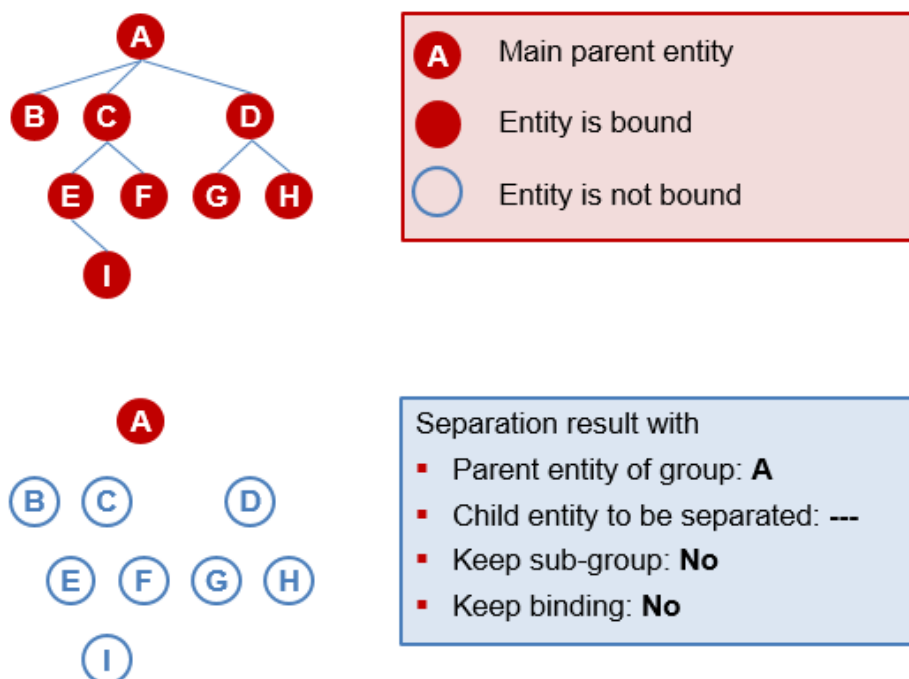 A
B C D
E F G H
I
A Main parent entity
Entity is bound
Entity is not bound
A
B C D
E F G H
I
Separation result with
▪ Parent entity of group: A
▪ Child entity to be separated: ---
▪ Keep sub-group: No
▪ Keep binding: No